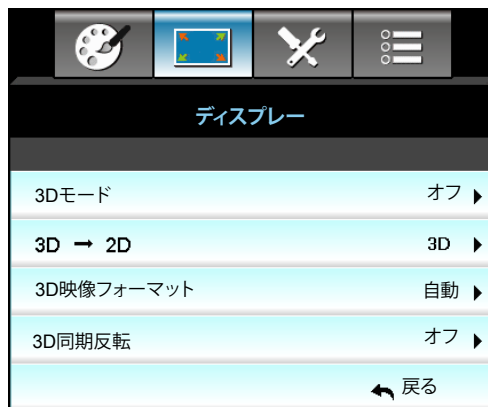 ディスプレー
3Dモード オフ
3D → 2D 3D
3D映像フォーマット 自動
3D同期反転 オフ
戻る